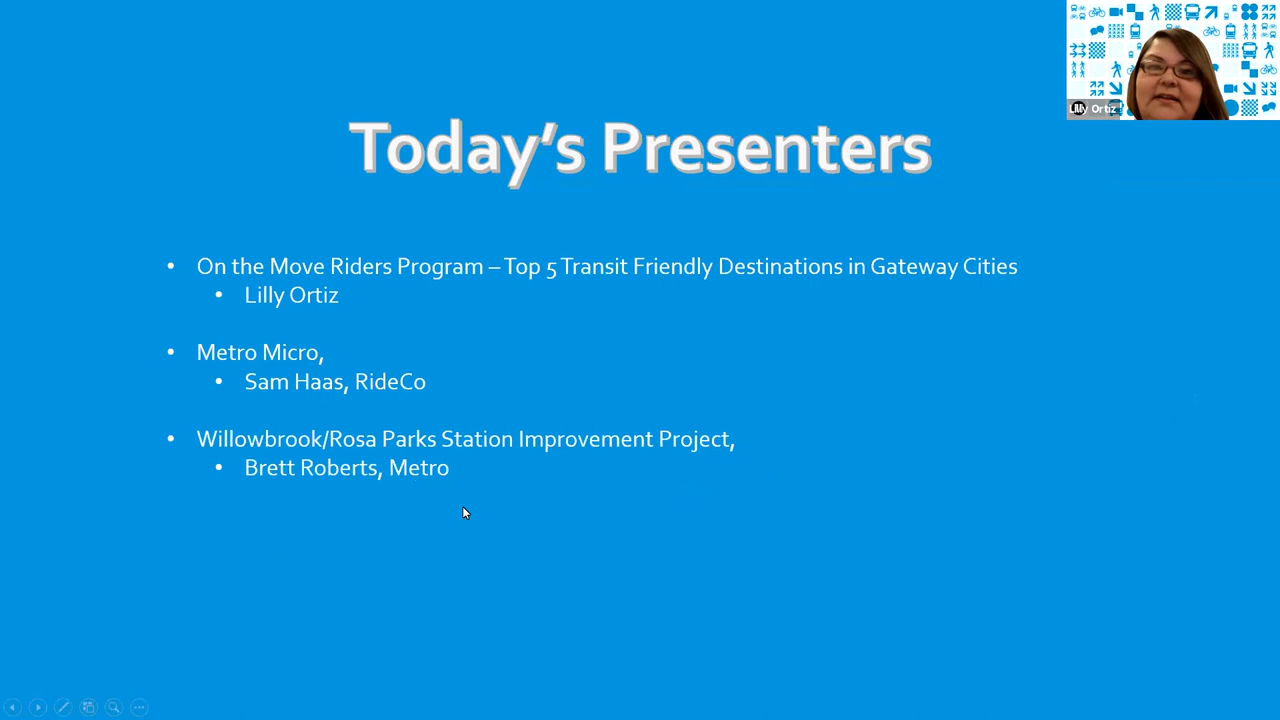 Lilly Ortiz
Today's Presenters
• On the Move Riders Program – Top 5 Transit Friendly Destinations in Gateway Cities
• Lilly Ortiz
• Metro Micro,
• Sam Haas, RideCo
• Willowbrook/Rosa Parks Station Improvement Project,
• Brett Roberts, Metro